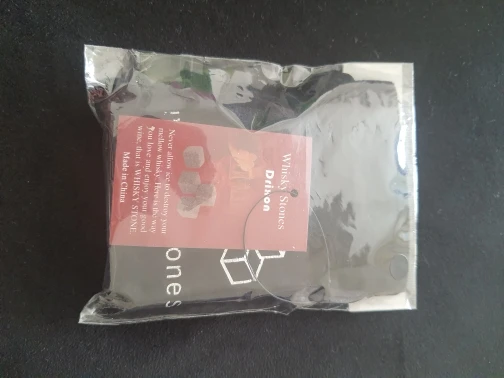 Whisky Stones
Drihon
Never allow ice to destroy your
mellow whisky. Here is the way
you love and enjoy your good
wine, that is WHISKY STONE.
Made in China
ones